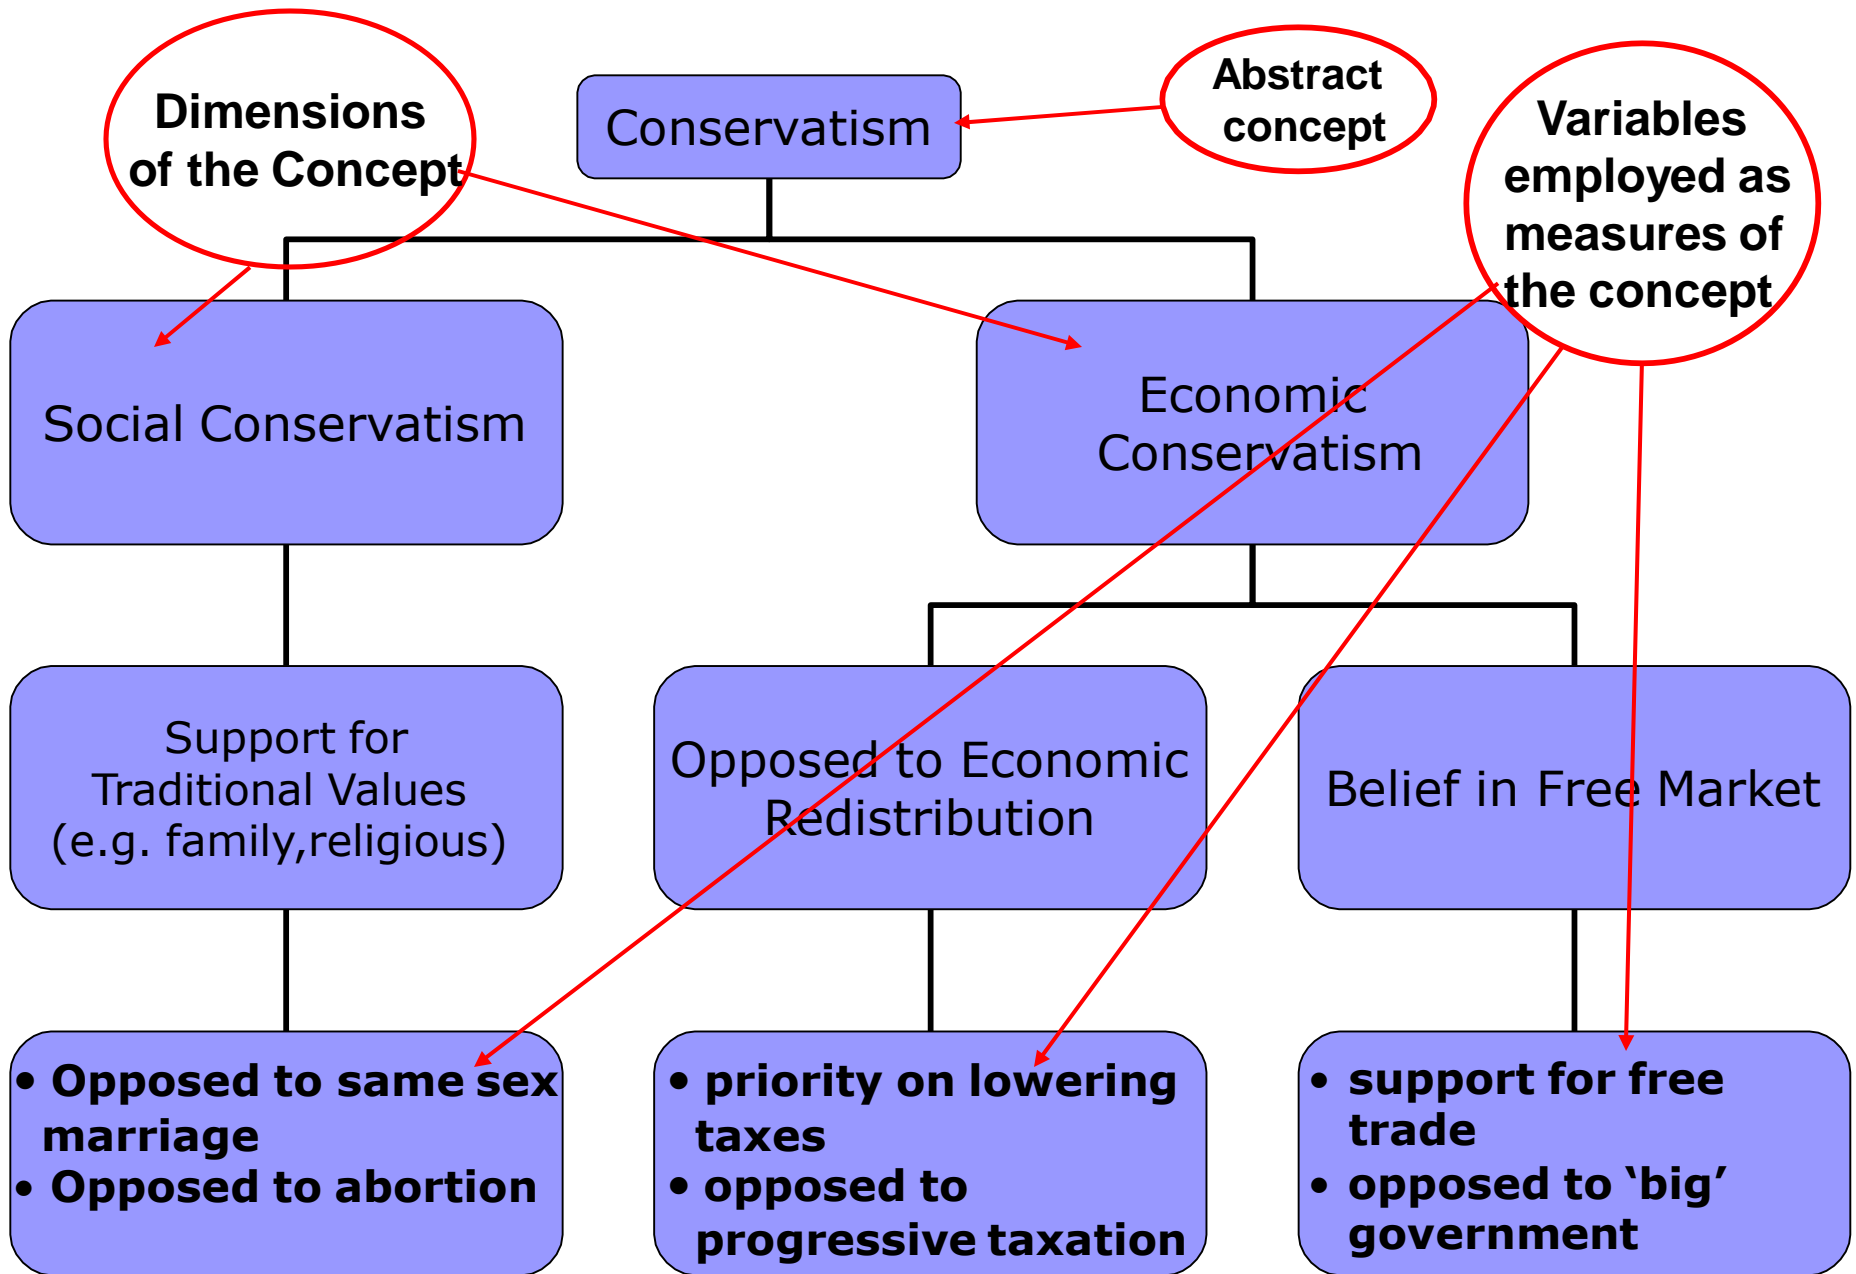 Dimensions
of the Concept
Conservatism
Abstract
concept
Variables
employed as
measures of
the concept
Social Conservatism
Economic
Conservatism
Support for
Traditional Values
(e.g. family,religious)
Opposed to Economic
Redistribution
Belief in Free Market
• Opposed to same sex
marriage
• Opposed to abortion
• priority on lowering
taxes
• opposed to
progressive taxation
• support for free
trade
• opposed to ‘big’
government